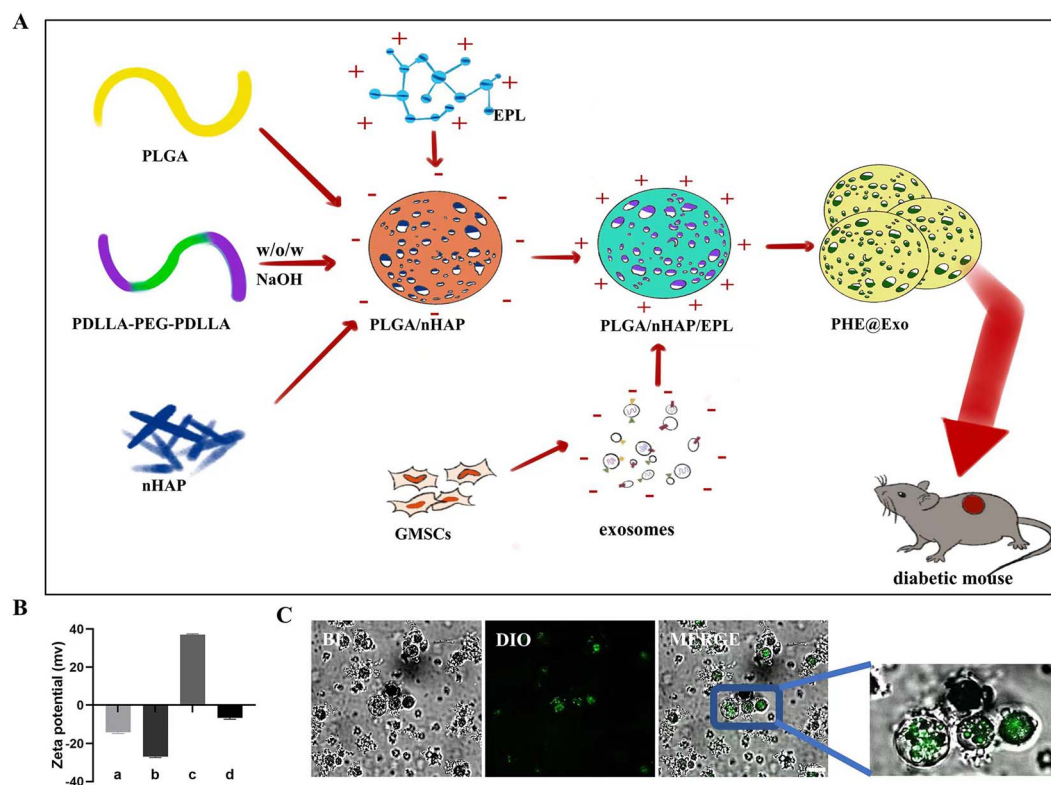 A
PLGA
EPL
w/o/w
NaOH
PDLLA-PEG-PDLLA
PLGA/nHAP
PLGA/nHAP/EPL
PHE@Exo
nHAP
GMSCs
exosomes
diabetic mouse
B
Zeta potential (mv)
40
20
0
-20
-40
a b c d
C
DIO
MERGE